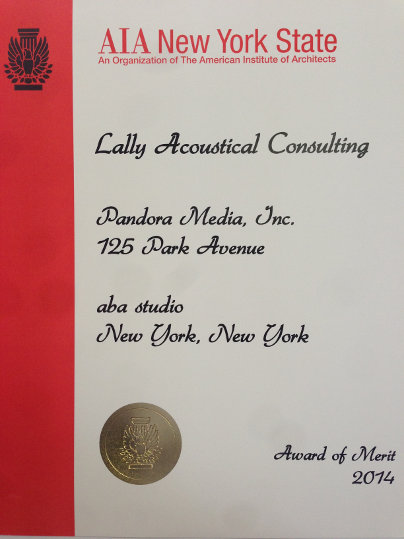 AIA New York State
An Organization of The American Institute of Architects
Lally Acoustical Consulting
Pandora Media, Inc.
125 Park Avenue
aba studio
New York, New York
Award of Merit
2014